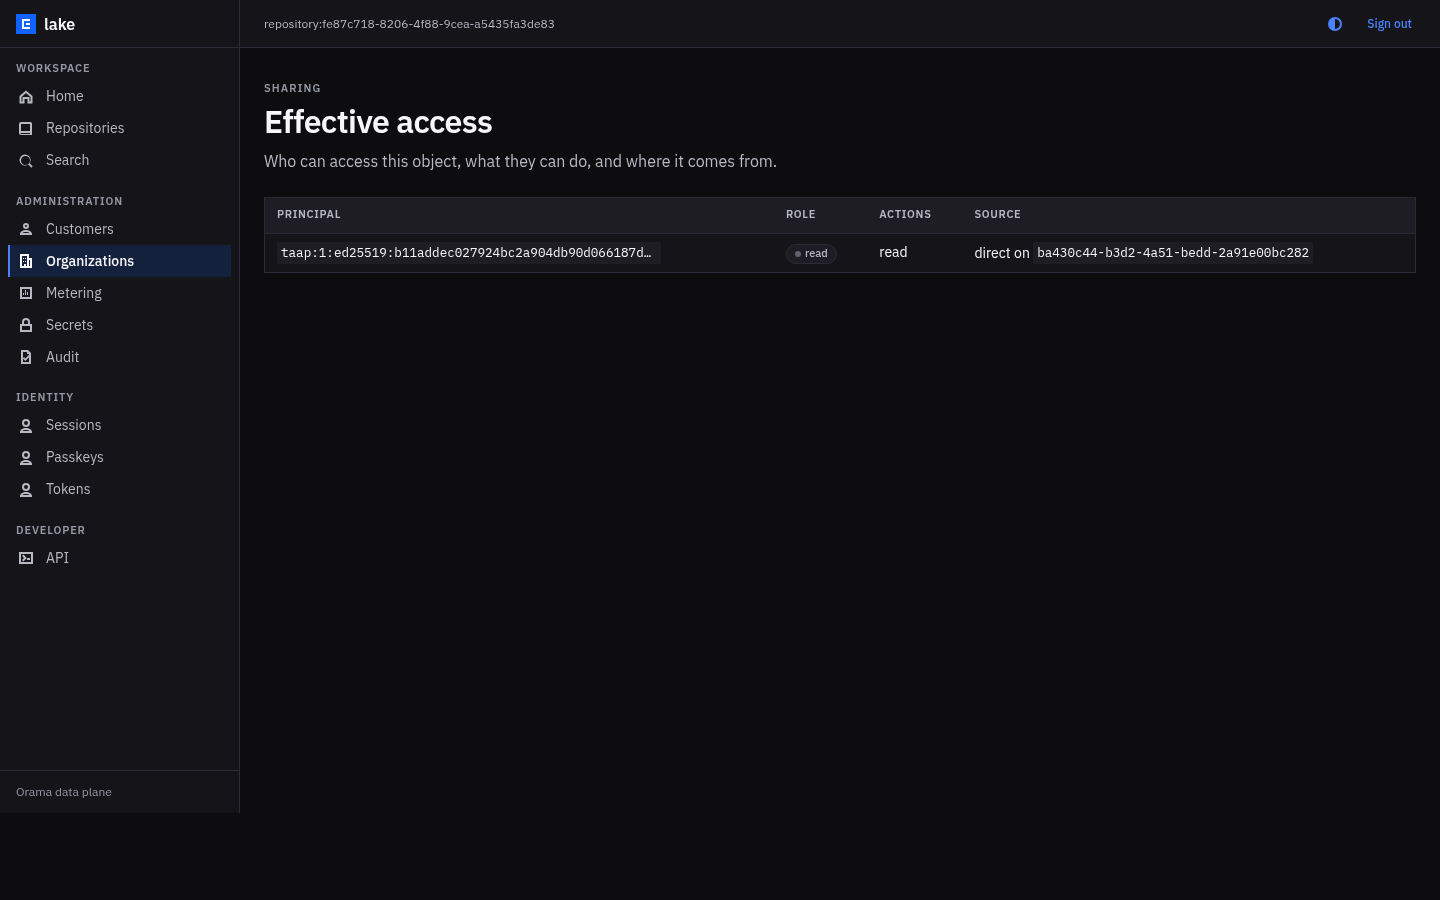 lake
repository:fe87c718-8206-4f88-9cea-a5435fa3de83
Sign out
WORKSPACE
Home
Repositories
Search
ADMINISTRATION
Customers
Organizations
Metering
Secrets
Audit
IDENTITY
Sessions
Passkeys
Tokens
DEVELOPER
API
Orama data plane
SHARING
Effective access
Who can access this object, what they can do, and where it comes from.
PRINCIPAL ROLE ACTIONS SOURCE
taap:1:ed25519:b11addec027924bc2a904db90d066187d… read read direct on ba430c44-b3d2-4a51-bedd-2a91e00bc282